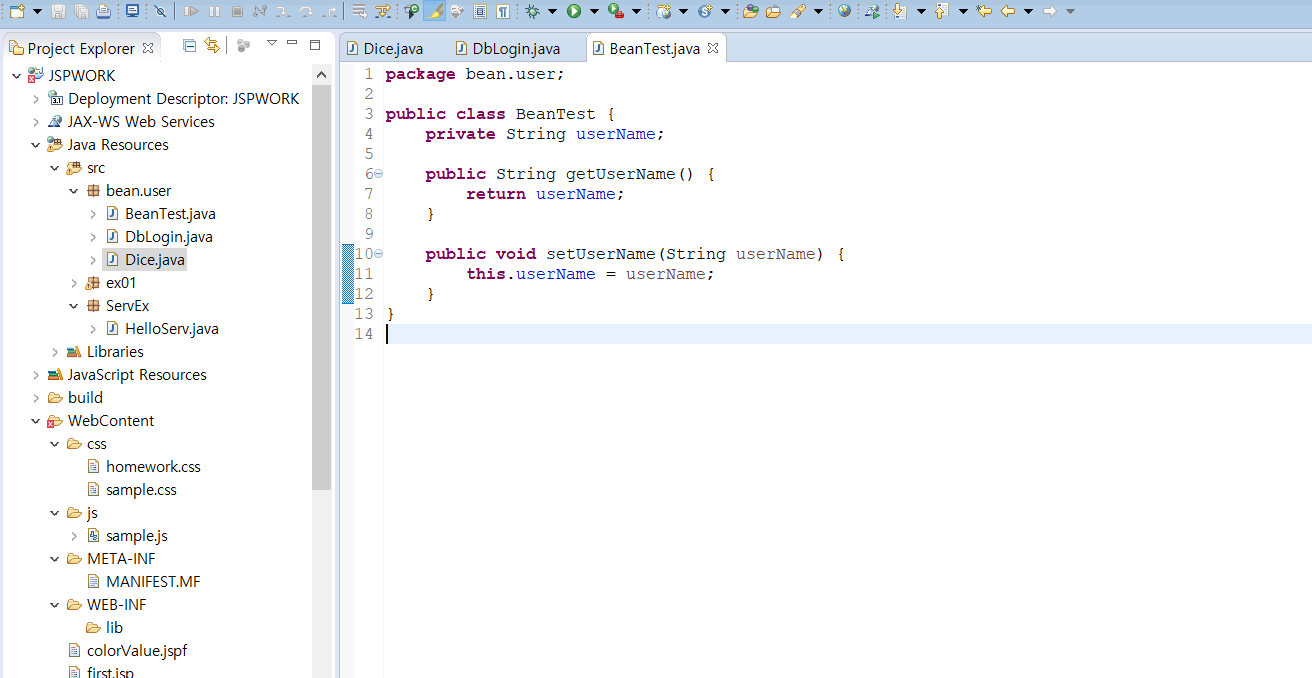 Project Explorer
JSPWORK
Deployment Descriptor: JSPWORK
JAX-WS Web Services
Java Resources
src
bean.user
BeanTest.java
DbLogin.java
Dice.java
ex01
ServEx
HelloServ.java
Libraries
JavaScript Resources
build
WebContent
css
homework.css
sample.css
js
sample.js
META-INF
MANIFEST.MF
WEB-INF
lib
colorValue.jspf
first.jsp
Dice.java DbLogin.java BeanTest.java
1 package bean.user;
2
3 public class BeanTest {
4 private String userName;
5
6 public String getUserName() {
7 return userName;
8 }
9
10 public void setUserName(String userName) {
11 this.userName = userName;
12 }
13 }
14